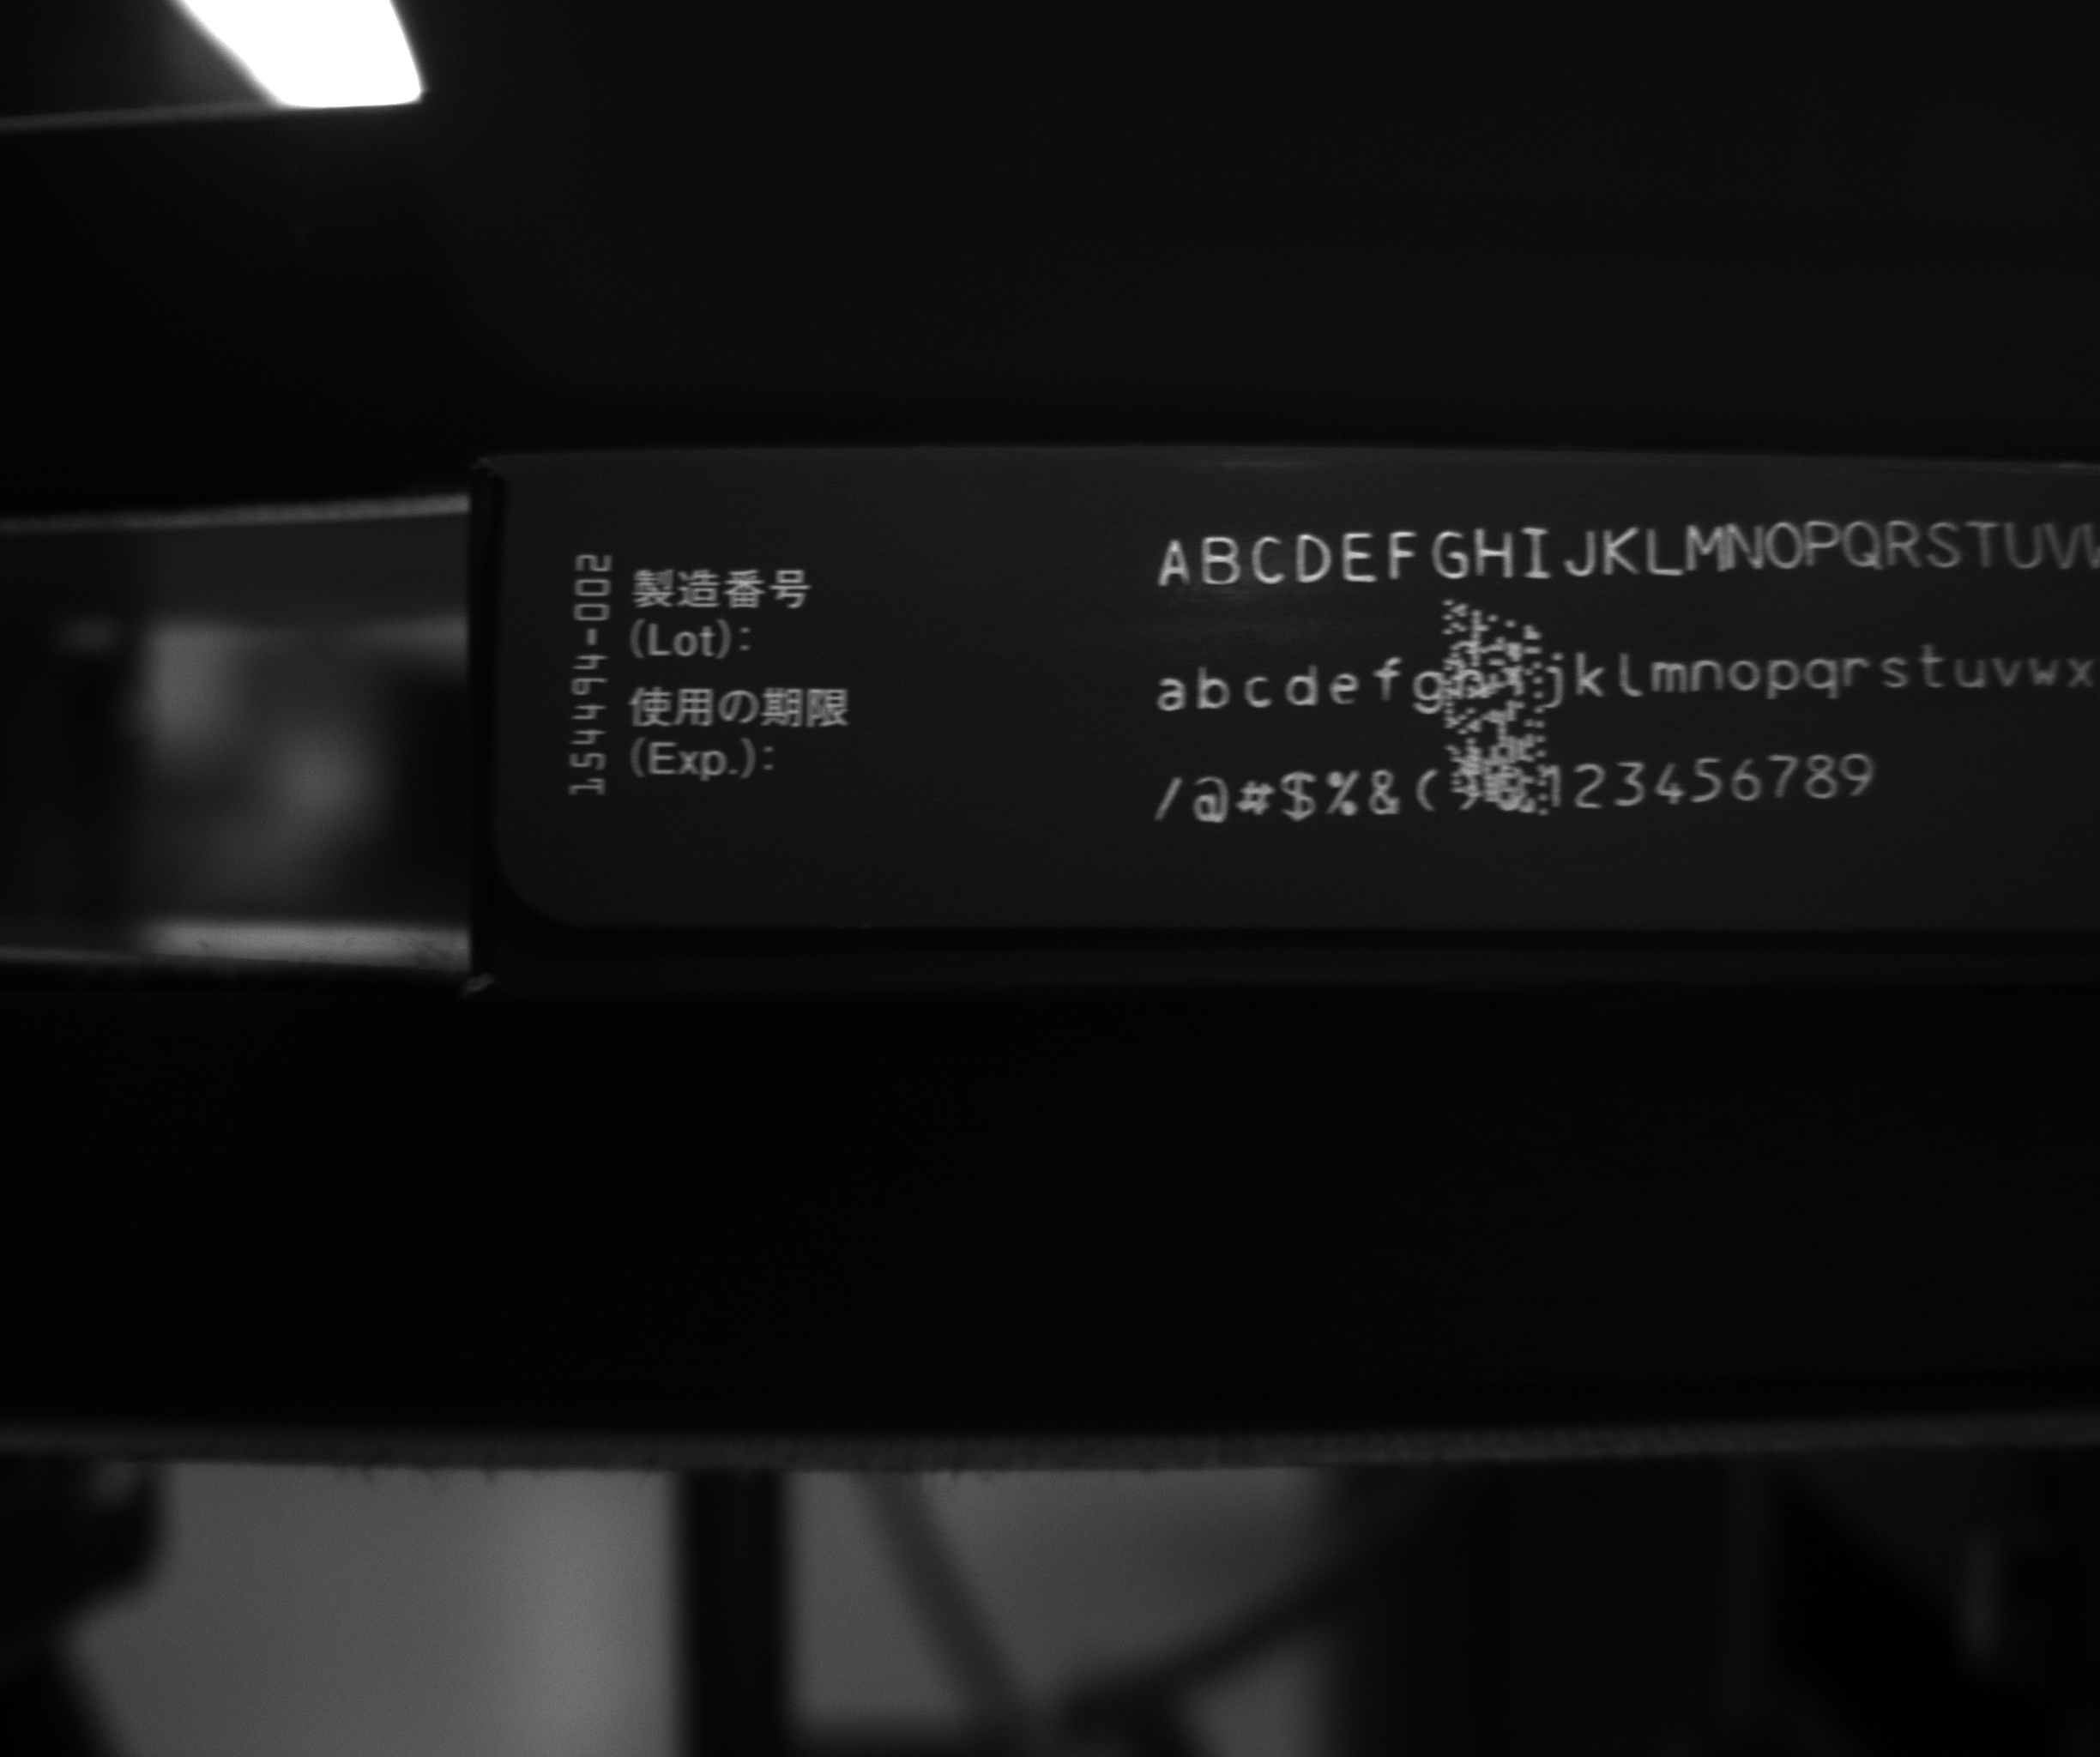 154494-002
製造番号
(Lot):
使用の期限
(Exp.):
ABCDEFGHIJKLMNOPQRSTUV
abcdefg jklmnopqrstuvwx
/@#$%&( 123456789